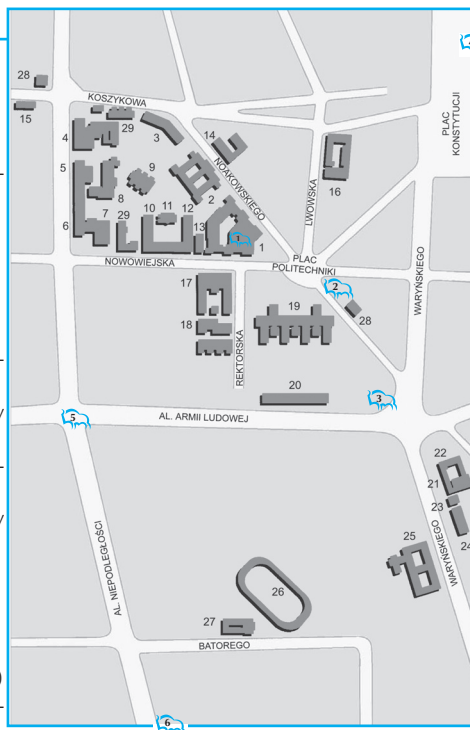 28
15
KOSZYKOWA
29
3
4
14
NOAKOWSKIEGO
PLAC
KONSTYTUCJI
5
9
8
16
LWOWSKA
2
10
11
12
13
6
7
29
1
1
NOWOWIEJSKA
PLAC
POLITECHNIKI
WARYŃSKIEGO
17
2
18
19
28
REKTORSKA
20
3
5
AL. ARMII LUDOWEJ
22
21
23
24
WARYŃSKIEGO
25
AL. NIEPODLEGŁOŚCI
26
27
BATOREGO
6